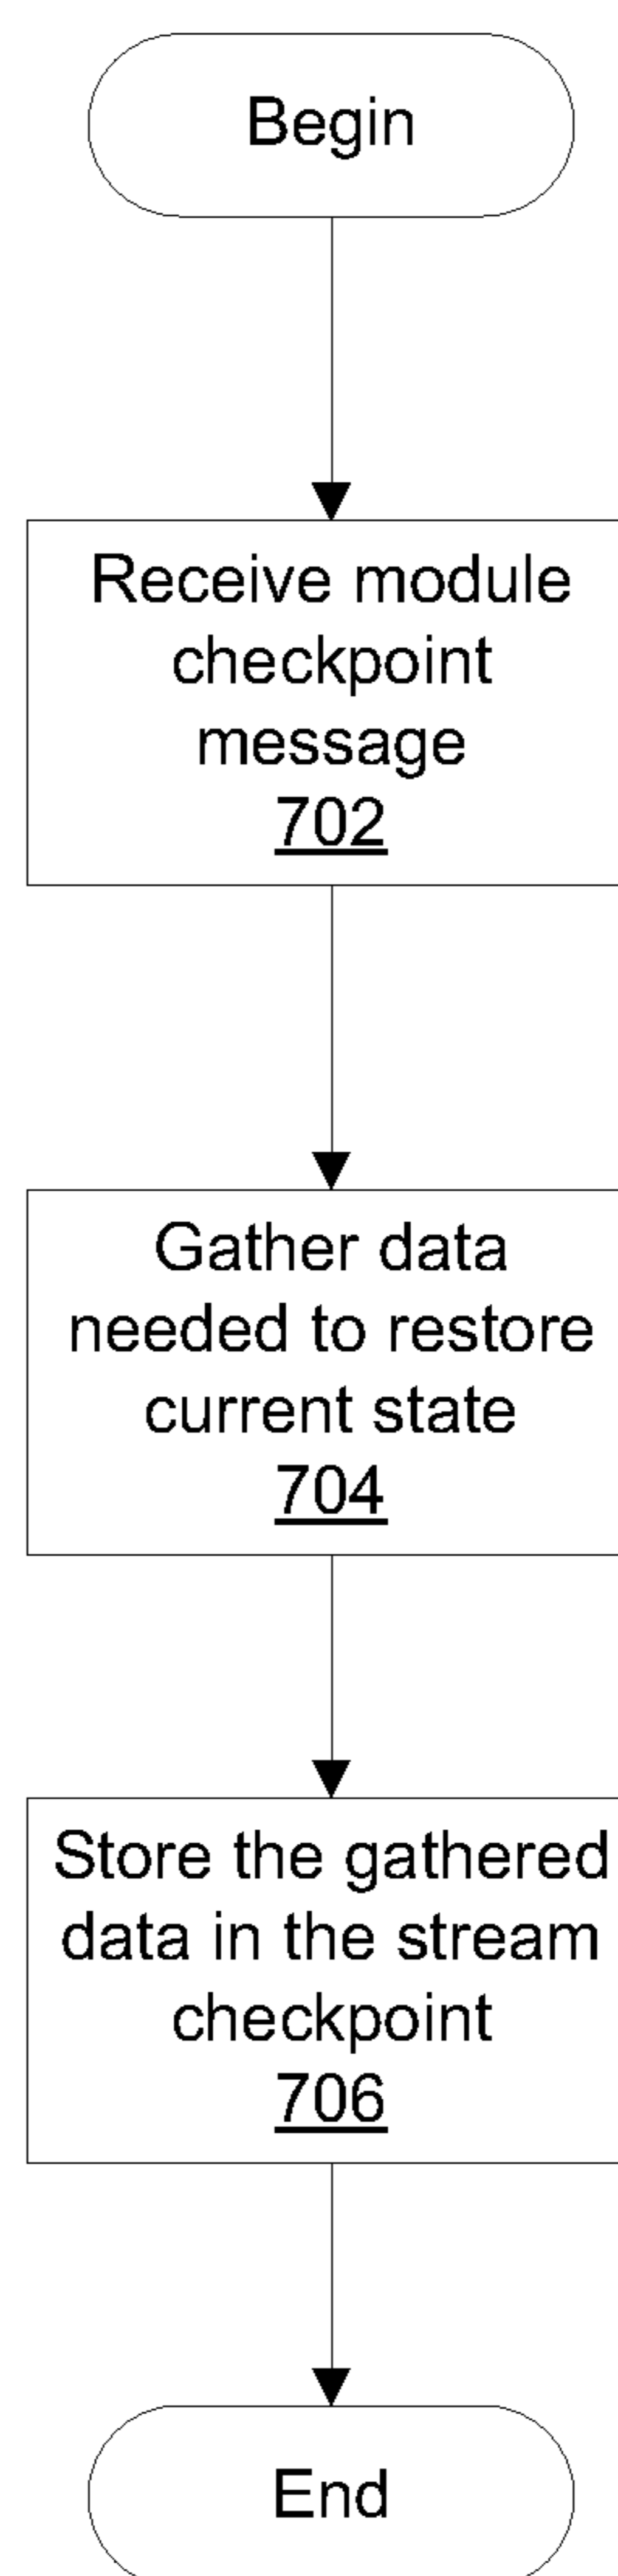 Begin
Receive module
checkpoint
message
702
Gather data
needed to restore
current state
704
Store the gathered
data in the stream
checkpoint
706
End